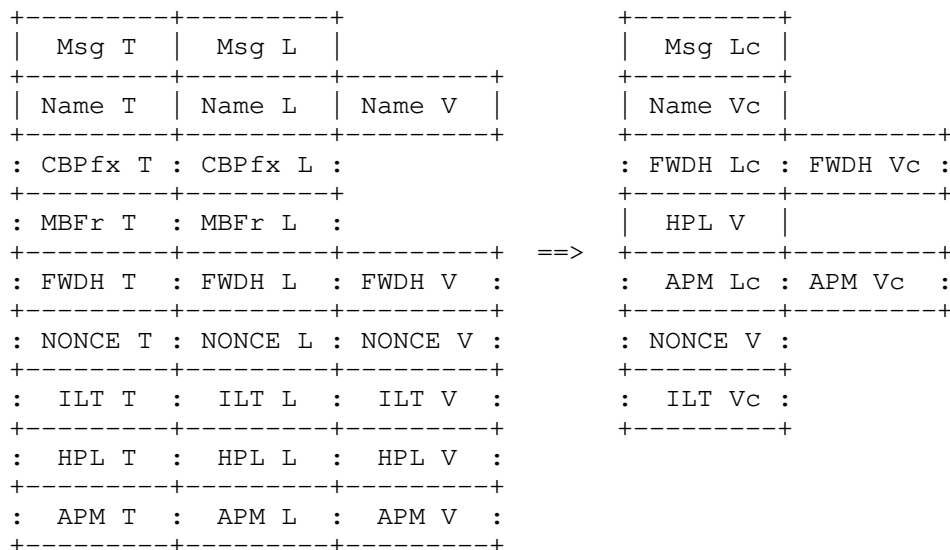 +---------+---------+                 +---------+
|  Msg T  |  Msg L  |                 |  Msg Lc |
+---------+---------+---------+       +---------+
| Name T  | Name L  | Name V  |       | Name Vc |
+---------+---------+---------+       +---------+---------+
: CBPfx T : CBPfx L :                 : FWDH Lc : FWDH Vc :
+---------+---------+                 +---------+---------+
: MBFr T  : MBFr L  :                 |  HPL V  |
+---------+---------+---------+  ==>  +---------+---------+
: FWDH T  : FWDH L  : FWDH V  :       :  APM Lc : APM Vc  :
+---------+---------+---------+       +---------+---------+
: NONCE T : NONCE L : NONCE V :       : NONCE V :
+---------+---------+---------+       +---------+
:  ILT T  :  ILT L  :  ILT V  :       :  ILT Vc :
+---------+---------+---------+       +---------+
:  HPL T  :  HPL L  :  HPL V  :
+---------+---------+---------+
:  APM T  :  APM L  :  APM V  :
+---------+---------+---------+